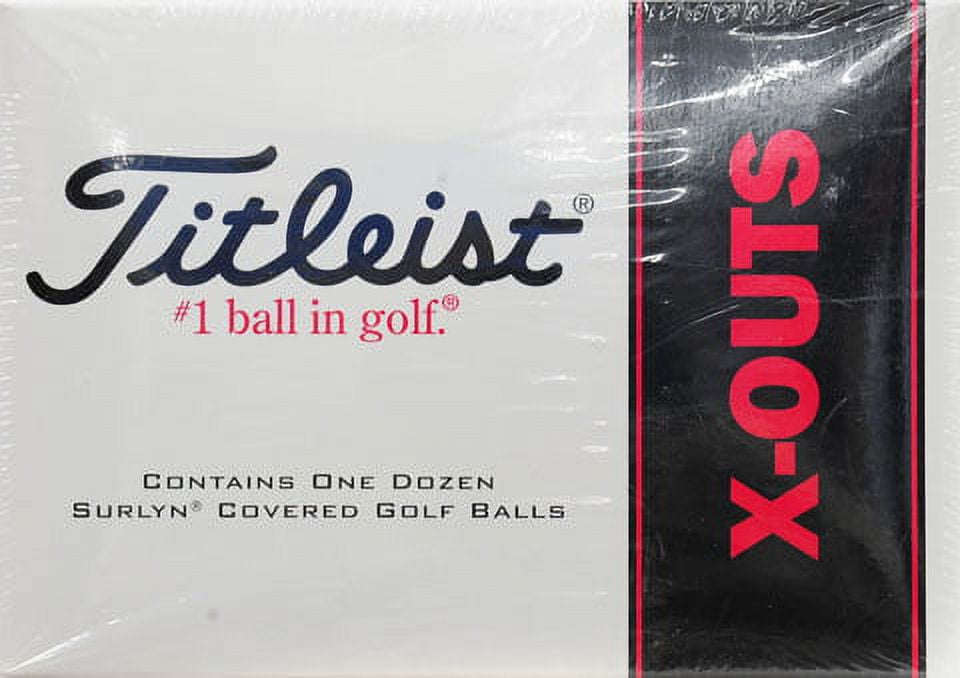 Titleist®
#1 ball in golf.®
CONTAINS ONE DOZEN
SURLYN® COVERED GOLF BALLS
X-OUTS